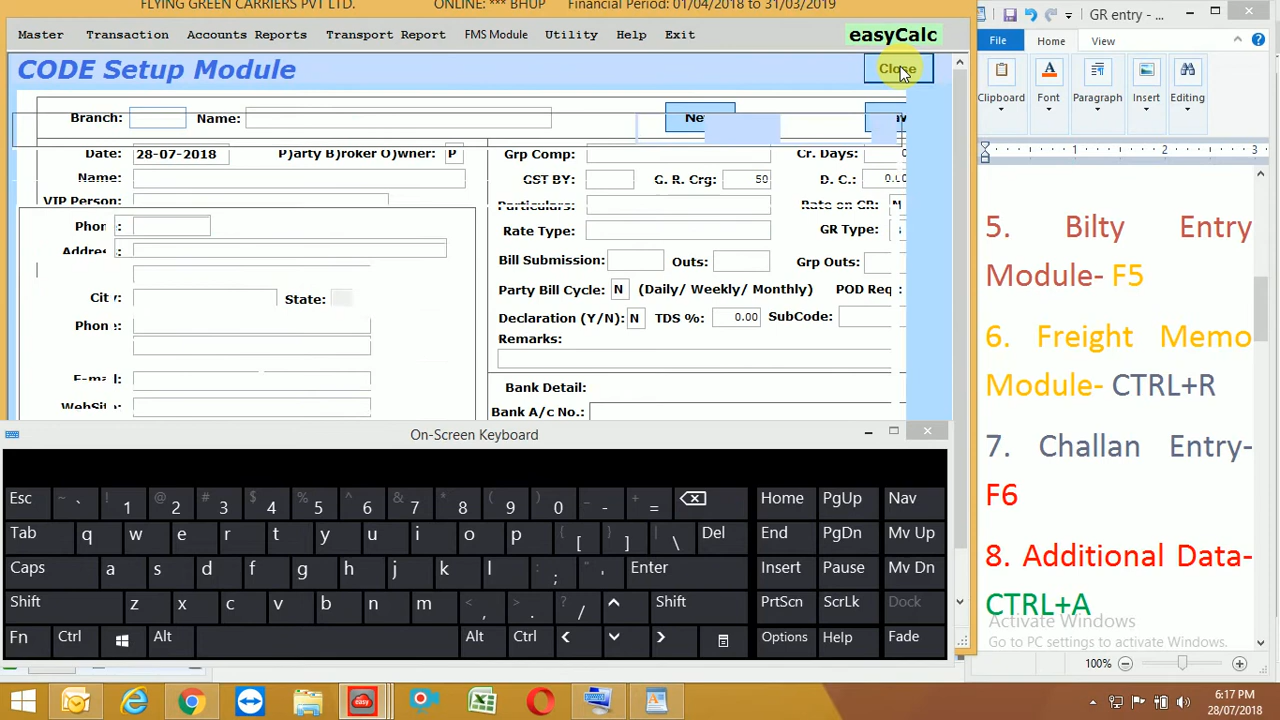 FLYING GREEN CARRIERS PVT LTD. ONLINE: *** BHUP Financial Period: 01/04/2018 to 31/03/2019
Master Transaction Accounts Reports Transport Report FMS Module Utility Help Exit easyCalc
CODE Setup Module Close
Branch: Name:
Date: 28-07-2018 P)arty B)roker O)wner: P
Name:
VIP Person:
Address:
City: State:
E-mail:
Grp Comp: Cr. Days: 0
GST BY: G. R. Crg: 50 D. C.:
Particulars: Rate on GR: N
Rate Type: GR Type:
Bill Submission: Outs: Grp Outs:
Party Bill Cycle: N (Daily/ Weekly/ Monthly) POD Req :
Declaration (Y/N): N TDS %: 0.00 SubCode:
Remarks:
Bank Detail:
Bank A/c No.:
On-Screen Keyboard
Esc ~ ` ! 1 @ 2 # 3 $ 4 % 5 ^ 6 & 7 * 8 ( 9 ) 0 _ - + = Home PgUp Nav
Tab q w e r t y u i o p { [ } ] | \ Del End PgDn Mv Up
Caps a s d f g h j k l : ; " ' Enter Insert Pause Mv Dn
Shift z x c v b n m < , > . ? / Shift PrtScn ScrLk Dock
Fn Ctrl Alt Alt Ctrl Options Help Fade
GR entry - ...
File Home View
Clipboard Font Paragraph Insert Editing
1 2 3
5. Bilty Entry
Module- F5
6. Freight Memo
Module- CTRL+R
7. Challan Entry-
F6
8. Additional Data-
CTRL+A
Activate Windows
Go to PC settings to activate Windows.
100%
easy
6:17 PM
28/07/2018